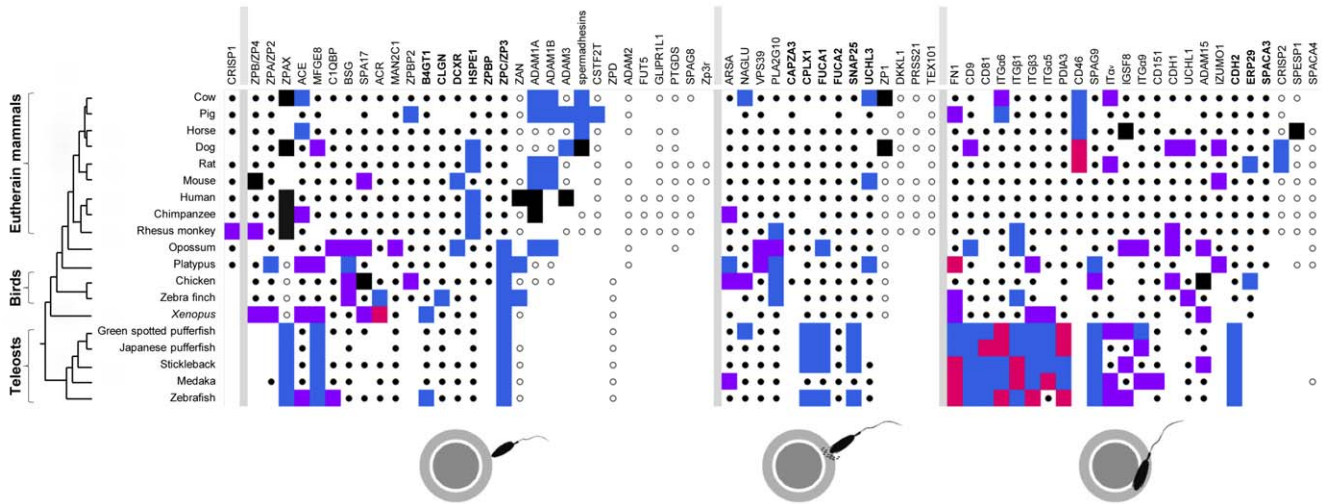 CRISP1
ZPB/ZP4
ZPA/ZP2
ZPAX
ACE
MFGE8
C1QBP
BSG
SPA17
ACR
MAN2C1
ZPBP2
B4GT1
CLGN
DCXR
HSPE1
ZPBP
ZPC/ZP3
ZAN
ADAM1A
ADAM1B
ADAM3
spermadhesins
CSTF2T
ADAM2
FUT5
GLIPR1L1
PTGDS
SPAG8
Zp3r
ARSA
NAGLU
VPS39
PLA2G10
CAPZA3
CPLX1
FUCA1
FUCA2
SNAP25
UCHL3
ZP1
DKKL1
PRSS21
TEX101
FN1
CD9
CD81
ITGα6
ITGβ1
ITGβ3
ITGα5
PDIA3
CD46
SPAG9
ITαv
IGSF8
ITGα9
CD151
CDH1
UCHL1
ADAM15
IZUMO1
CDH2
ERP29
SPACA3
CRISP2
SPESP1
SPACA4
Eutherain mammals
Cow
Pig
Horse
Dog
Rat
Mouse
Human
Chimpanzee
Rhesus monkey
Opossum
Platypus
Birds
Chicken
Zebra finch
Xenopus
Teleosts
Green spotted pufferfish
Japanese pufferfish
Stickleback
Medaka
Zebrafish